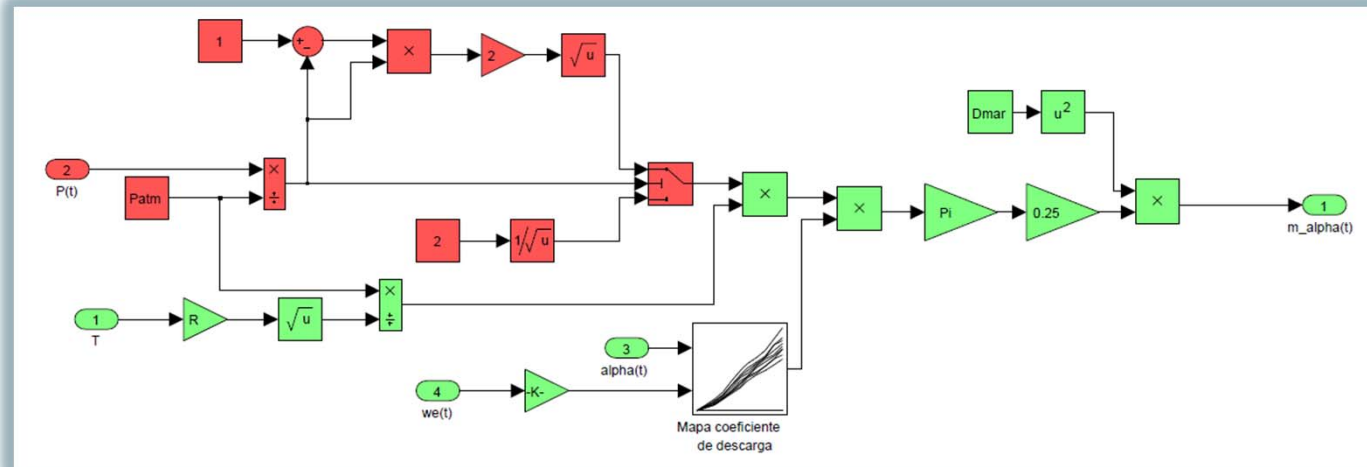 1
+
-
×
2
√u
Dmar
u²
2
P(t)
×
÷
Patm
×
×
Pi
0.25
×
1
m_alpha(t)
2
1/√u
1
T
R
√u
×
÷
3
alpha(t)
4
we(t)
-K-
Mapa coeficiente
de descarga